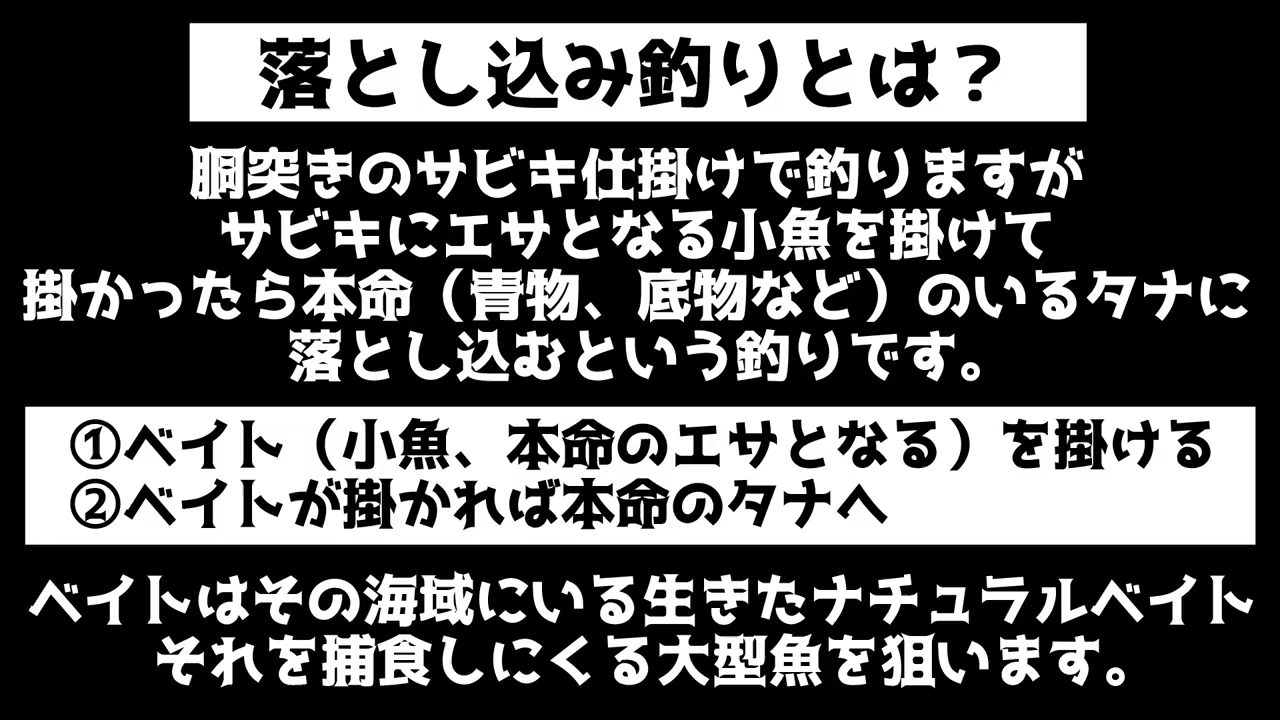 落とし込み釣りとは？
胴突きのサビキ仕掛けで釣りますが
サビキにエサとなる小魚を掛けて
掛かったら本命（青物、底物など）のいるタナに
落とし込むという釣りです。
①ベイト（小魚、本命のエサとなる）を掛ける
②ベイトが掛かれば本命のタナへ
ベイトはその海域にいる生きたナチュラルベイト
それを捕食しにくる大型魚を狙います。